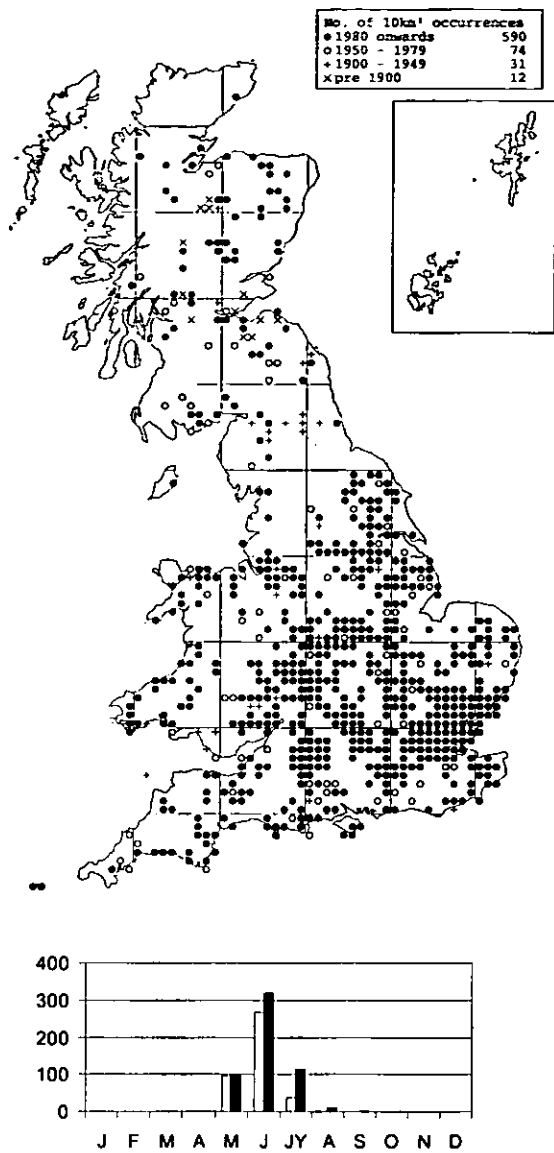 No. of 10km² occurrences
● 1980 onwards 590
○ 1950 - 1979 74
+ 1900 - 1949 31
× pre 1900 12
400
300
200
100
0
J F M A M J JY A S O N D